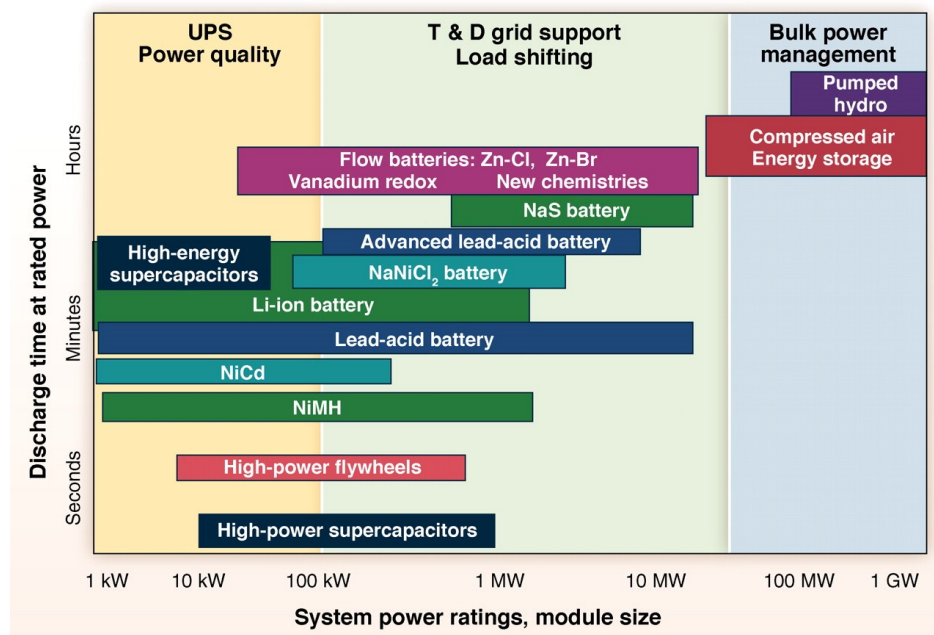 UPS
Power quality
T & D grid support
Load shifting
Bulk power
management
Pumped
hydro
Compressed air
Energy storage
Flow batteries: Zn-Cl, Zn-Br
Vanadium redox New chemistries
NaS battery
Advanced lead-acid battery
High-energy
supercapacitors
NaNiCl₂ battery
Li-ion battery
Lead-acid battery
NiCd
NiMH
High-power flywheels
High-power supercapacitors
Discharge time at rated power
Hours
Minutes
Seconds
1 kW 10 kW 100 kW 1 MW 10 MW 100 MW 1 GW
System power ratings, module size